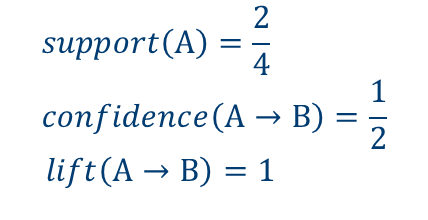 support(A) = 2/4
confidence(A → B) = 1/2
lift(A → B) = 1